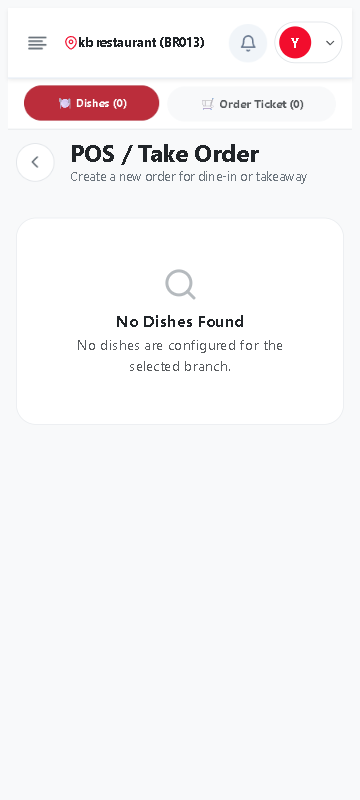 kb restaurant (BR013)
Y
Dishes (0)
Order Ticket (0)
POS / Take Order
Create a new order for dine-in or takeaway
No Dishes Found
No dishes are configured for the
selected branch.